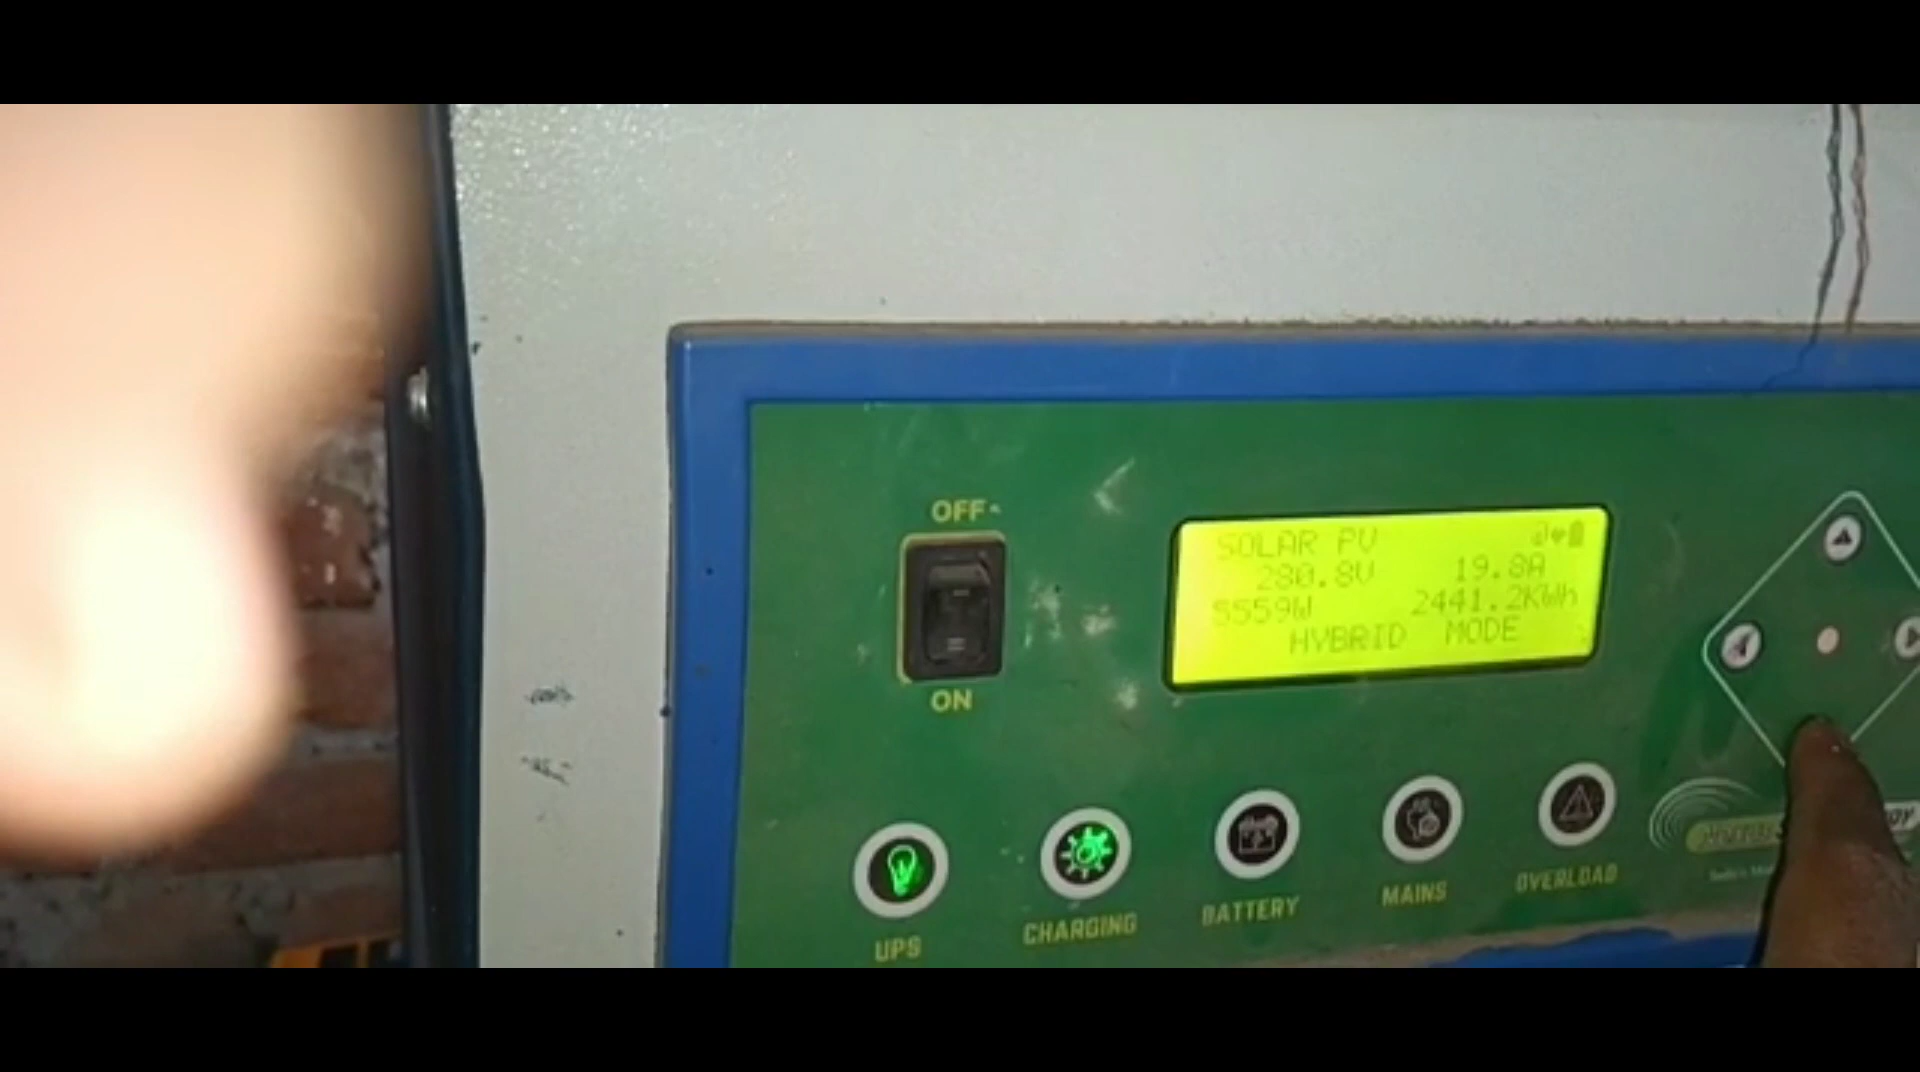 OFF
SOLAR PV
280.8V 19.8A
5559W 2441.2KWh
HYBRID MODE
ON
UPS
CHARGING
BATTERY
MAINS
OVERLOAD